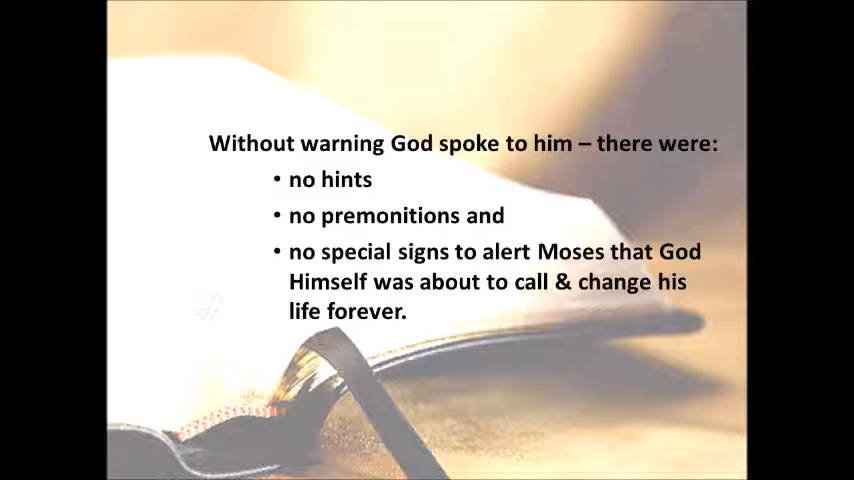 Without warning God spoke to him – there were:
• no hints
• no premonitions and
• no special signs to alert Moses that God
Himself was about to call & change his
life forever.